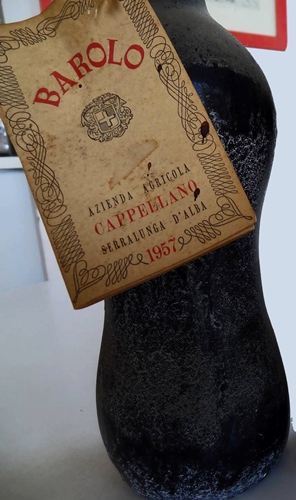 BAROLO
AZIENDA AGRICOLA
CAPPELLANO
SERRALUNGA D'ALBA
1957